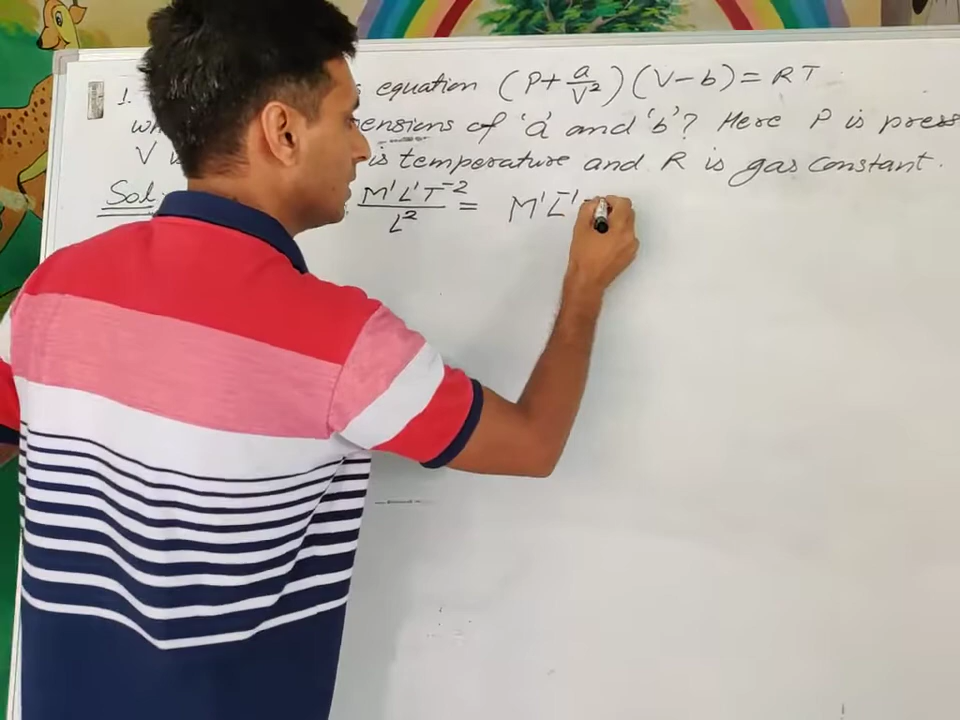 1. equation (P + a/V²) (V − b) = RT
ensions of 'a' and 'b'? Here P is press
V is temperature and R is gas constant.
Sol M¹L¹T⁻²/L² = M¹L⁻¹